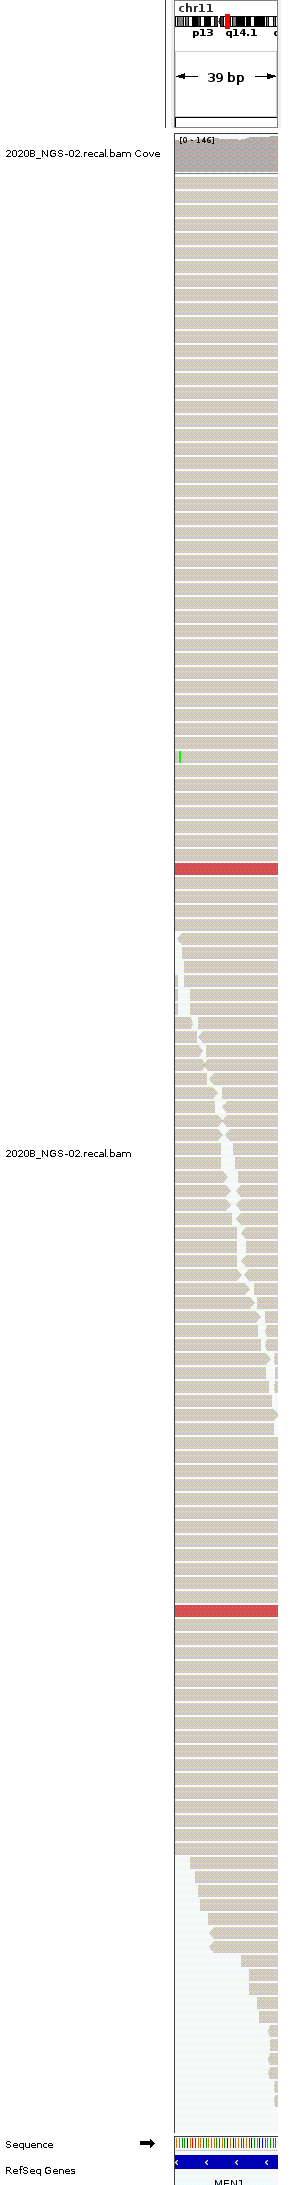 chr11
p13 q14.1
39 bp
[0 - 146]
2020B_NGS-02.recal.bam Cove
2020B_NGS-02.recal.bam
Sequence
RefSeq Genes
MEN1